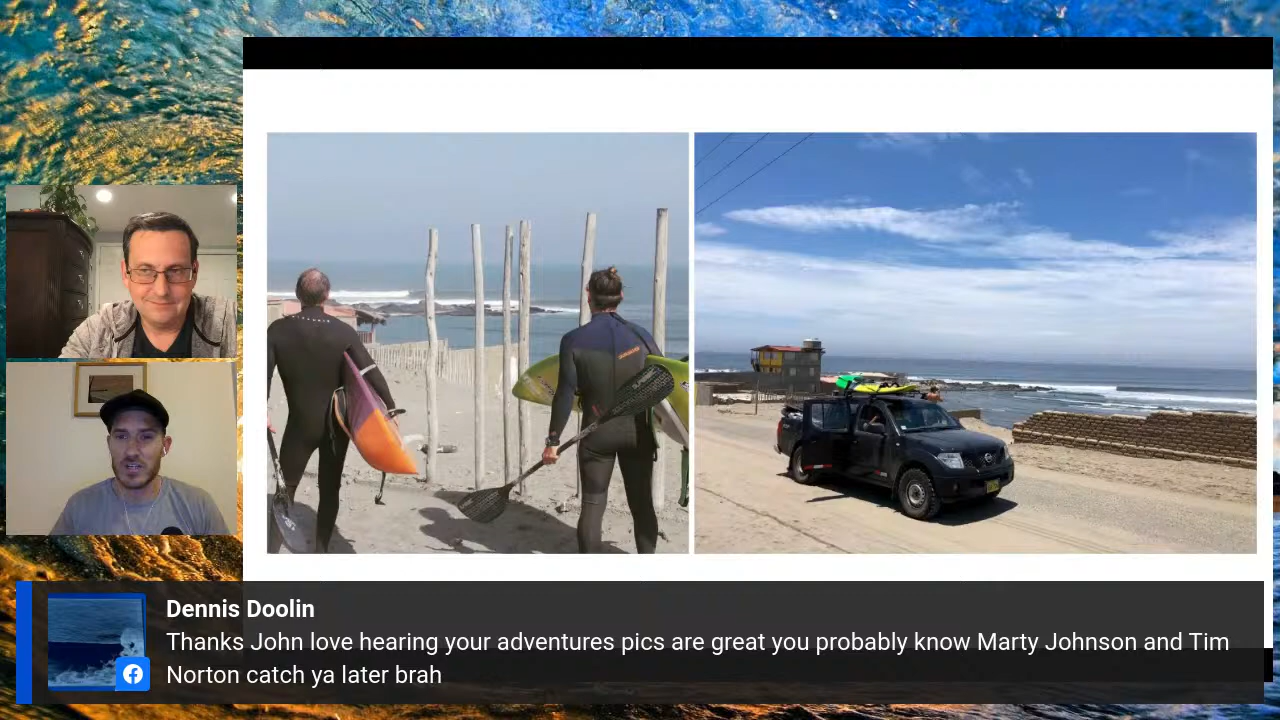 Dennis Doolin
Thanks John love hearing your adventures pics are great you probably know Marty Johnson and Tim
Norton catch ya later brah